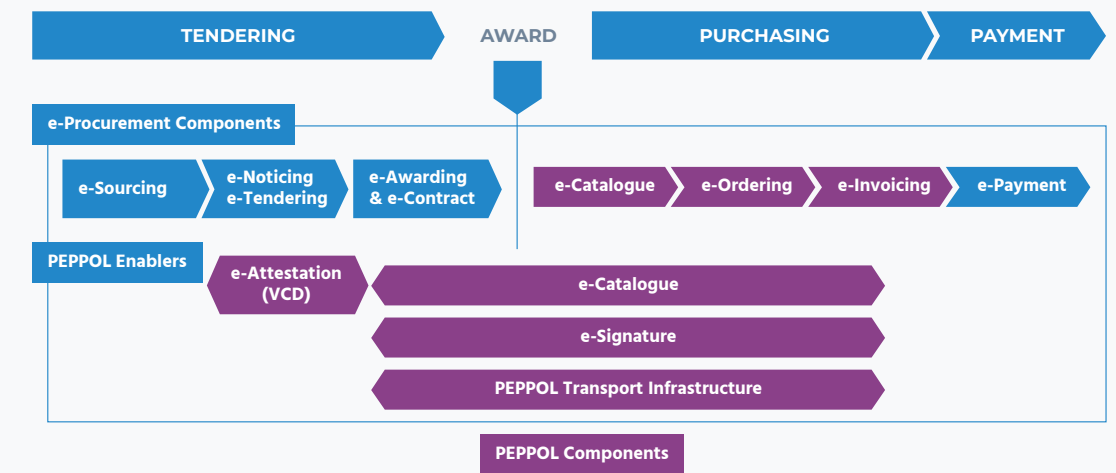 TENDERING
AWARD
PURCHASING
PAYMENT
e-Procurement Components
e-Sourcing
e-Noticing
e-Tendering
e-Awarding
& e-Contract
e-Catalogue
e-Ordering
e-Invoicing
e-Payment
PEPPOL Enablers
e-Attestation
(VCD)
e-Catalogue
e-Signature
PEPPOL Transport Infrastructure
PEPPOL Components